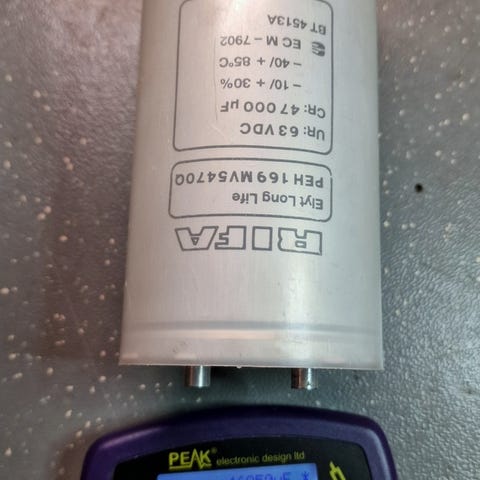 RIFA
Elyt Long Life
PEH 169 MV5470Q
UR: 63 VDC
CR: 47 000 µF
– 10/ + 30%
– 40/ + 85°C
EC M – 7902
BT 4513A
PEAK®
electronic design ltd